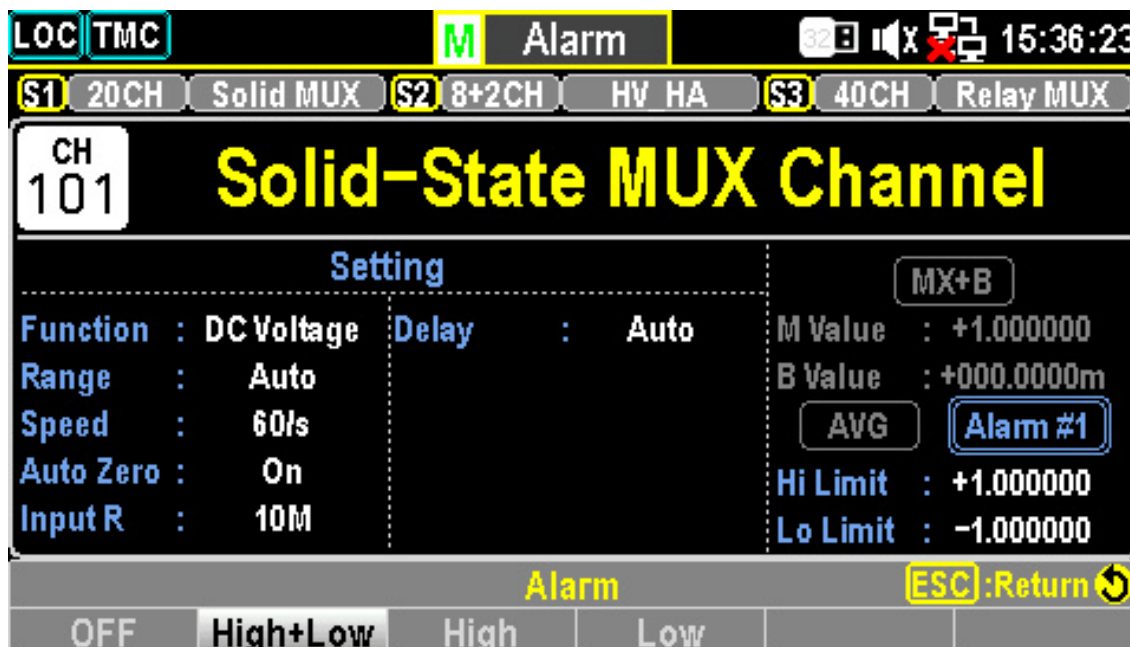 LOC TMC M Alarm 32 15:36:23
S1 20CH Solid MUX S2 8+2CH HV HA S3 40CH Relay MUX
CH
101
Solid-State MUX Channel
Setting
Function : DC Voltage
Range : Auto
Speed : 60/s
Auto Zero : On
Input R : 10M
Delay : Auto
MX+B
M Value : +1.000000
B Value : +000.0000m
AVG Alarm #1
Hi Limit : +1.000000
Lo Limit : -1.000000
Alarm ESC :Return
OFF High+Low High Low